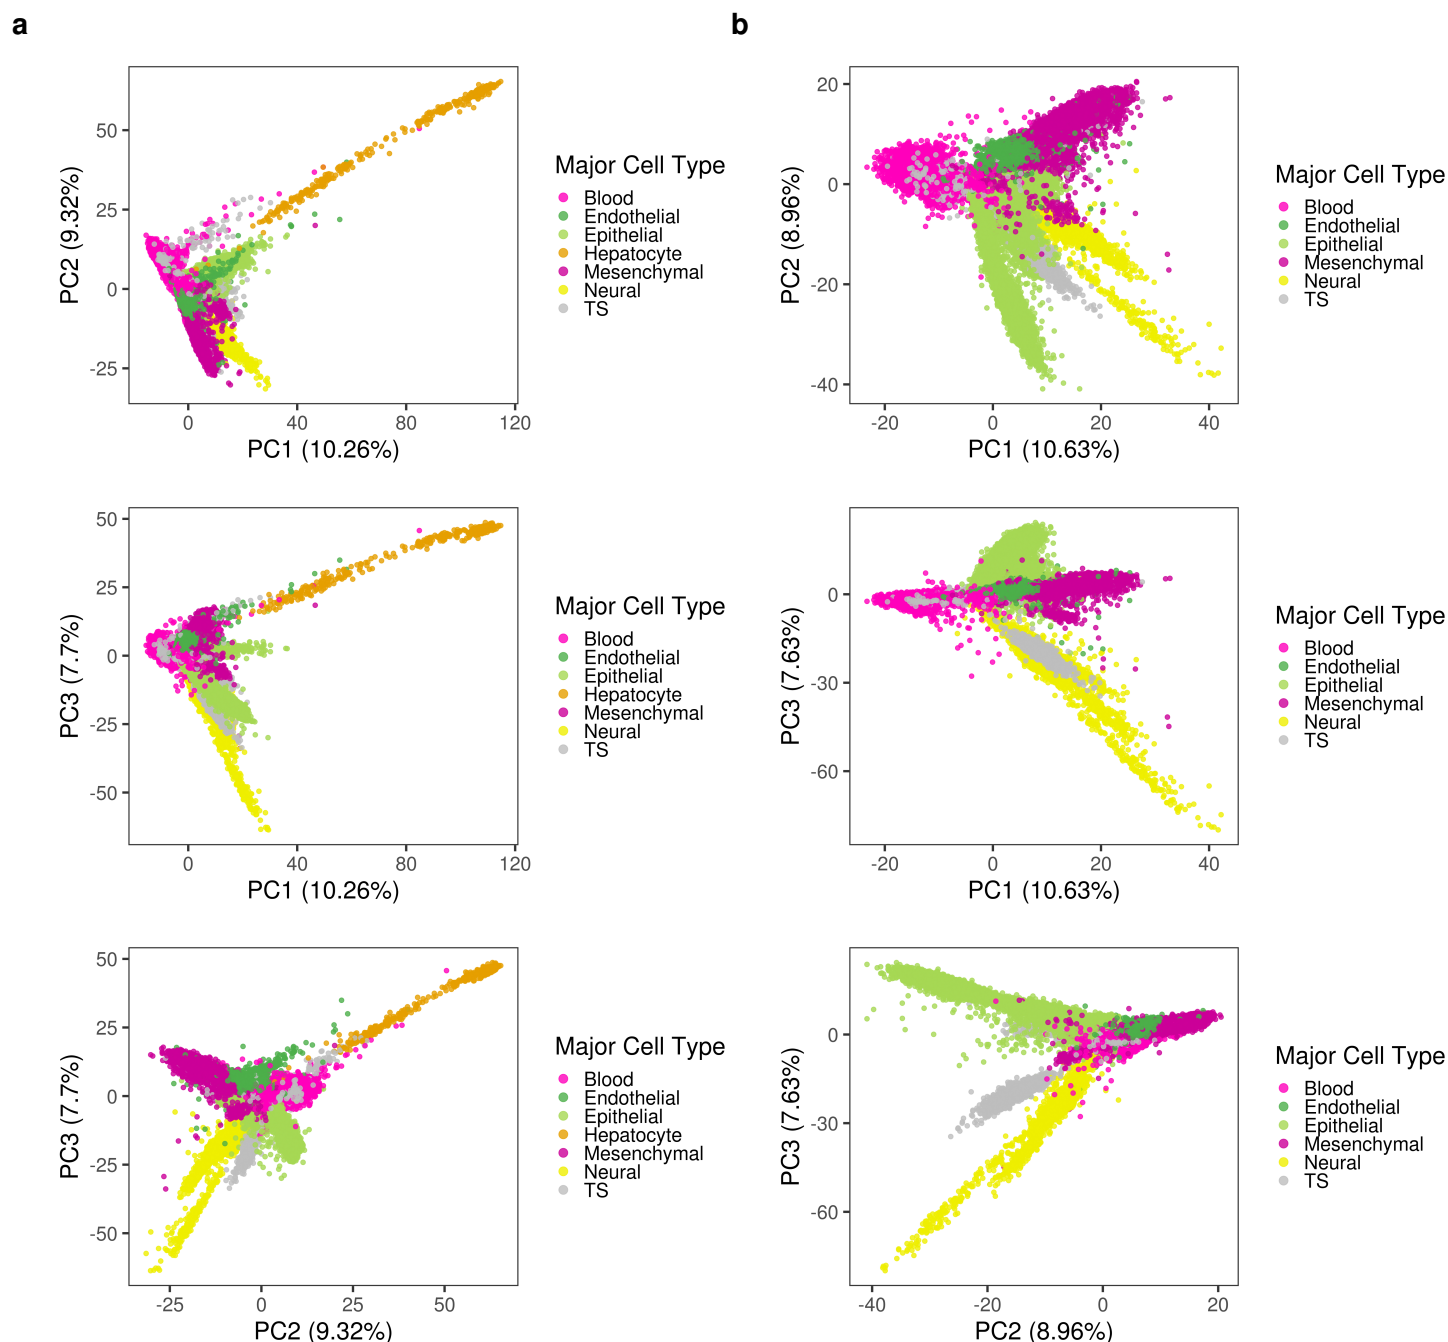 a
b
50
25
0
-25
PC2 (9.32%)
0
40
80
120
PC1 (10.26%)
Major Cell Type
Blood
Endothelial
Epithelial
Hepatocyte
Mesenchymal
Neural
TS
20
0
-20
-40
PC2 (8.96%)
-20
0
20
40
PC1 (10.63%)
Major Cell Type
Blood
Endothelial
Epithelial
Mesenchymal
Neural
TS
50
25
0
-25
-50
PC3 (7.7%)
0
40
80
120
PC1 (10.26%)
Major Cell Type
Blood
Endothelial
Epithelial
Hepatocyte
Mesenchymal
Neural
TS
0
-30
-60
PC3 (7.63%)
-20
0
20
40
PC1 (10.63%)
Major Cell Type
Blood
Endothelial
Epithelial
Mesenchymal
Neural
TS
50
25
0
-25
-50
PC3 (7.7%)
-25
0
25
50
PC2 (9.32%)
Major Cell Type
Blood
Endothelial
Epithelial
Hepatocyte
Mesenchymal
Neural
TS
0
-30
-60
PC3 (7.63%)
-40
-20
0
20
PC2 (8.96%)
Major Cell Type
Blood
Endothelial
Epithelial
Mesenchymal
Neural
TS